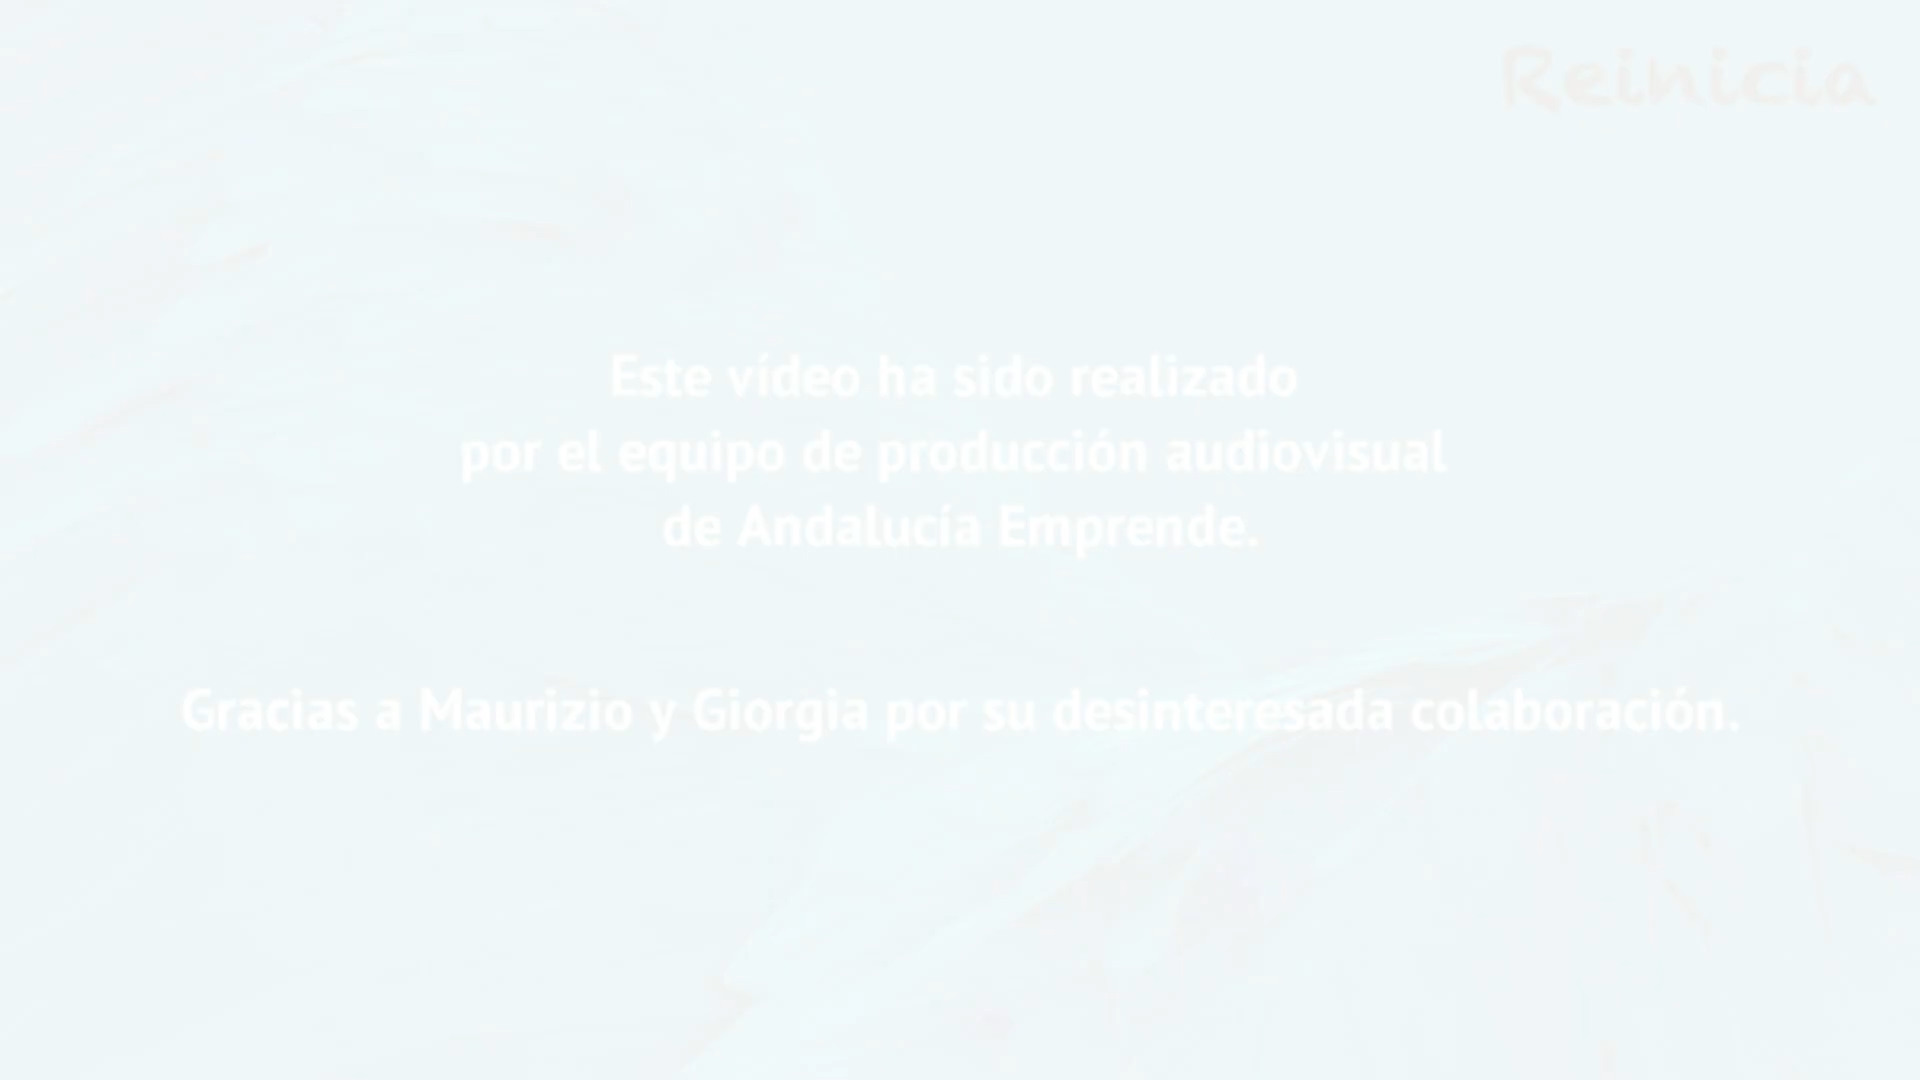 Reinicia
Este vídeo ha sido realizado
por el equipo de producción audiovisual
de Andalucía Emprende.
Gracias a Maurizio y Giorgia por su desinteresada colaboración.